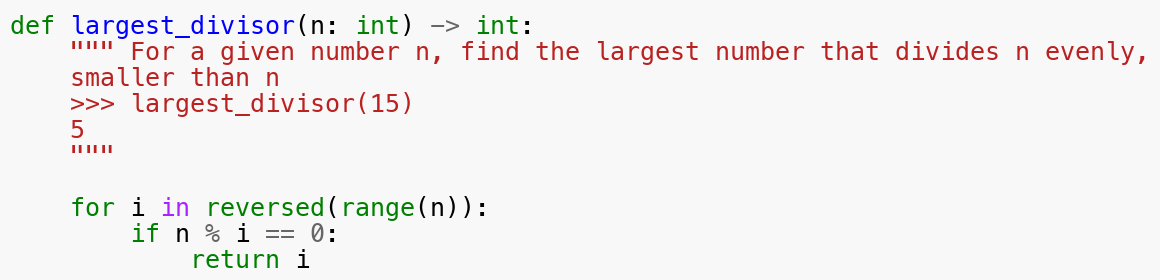 def largest_divisor(n: int) -> int:
    """ For a given number n, find the largest number that divides n evenly,
    smaller than n
    >>> largest_divisor(15)
    5
    """

    for i in reversed(range(n)):
        if n % i == 0:
            return i